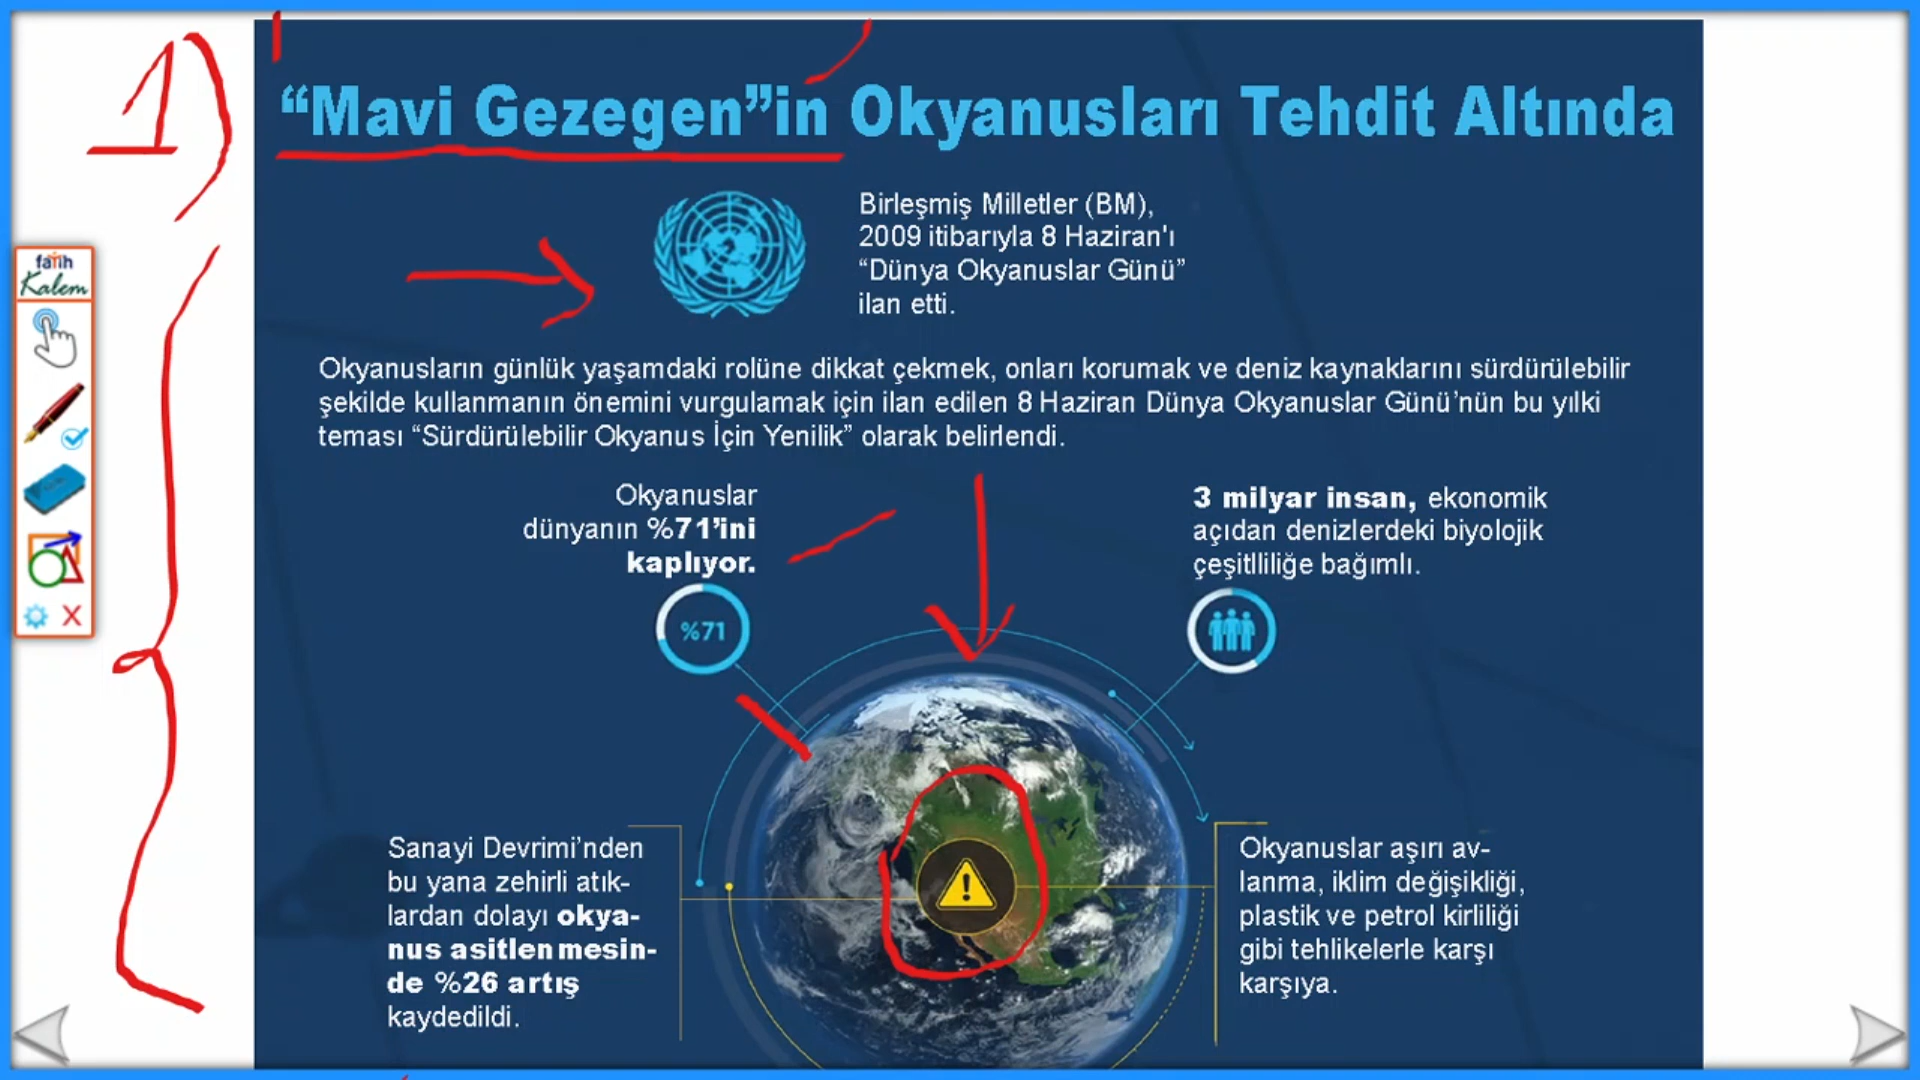 1)
“Mavi Gezegen”in Okyanusları Tehdit Altında
Birleşmiş Milletler (BM),
2009 itibarıyla 8 Haziran'ı
“Dünya Okyanuslar Günü”
ilan etti.
fatih
Kalem
Okyanusların günlük yaşamdaki rolüne dikkat çekmek, onları korumak ve deniz kaynaklarını sürdürülebilir
şekilde kullanmanın önemini vurgulamak için ilan edilen 8 Haziran Dünya Okyanuslar Günü’nün bu yılki
teması “Sürdürülebilir Okyanus İçin Yenilik” olarak belirlendi.
Okyanuslar
dünyanın %71’ini
kaplıyor.
%71
3 milyar insan, ekonomik
açıdan denizlerdeki biyolojik
çeşitlliliğe bağımlı.
Sanayi Devrimi’nden
bu yana zehirli atık-
lardan dolayı okya-
nus asitlenmesin-
de %26 artış
kaydedildi.
Okyanuslar aşırı av-
lanma, iklim değişikliği,
plastik ve petrol kirliliği
gibi tehlikelerle karşı
karşıya.